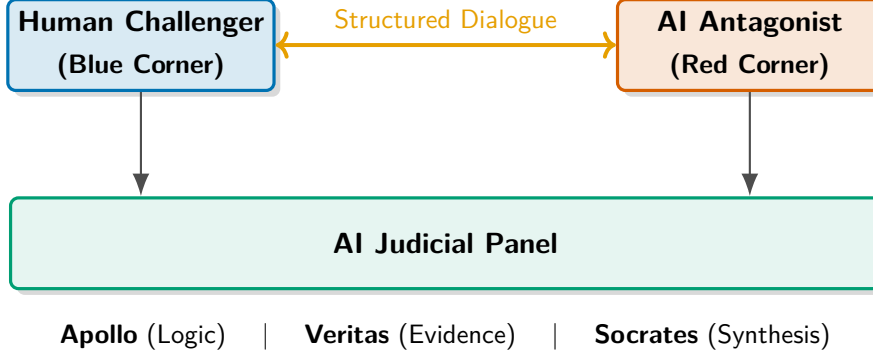 Human Challenger
(Blue Corner)
Structured Dialogue
AI Antagonist
(Red Corner)
AI Judicial Panel
Apollo (Logic) | Veritas (Evidence) | Socrates (Synthesis)